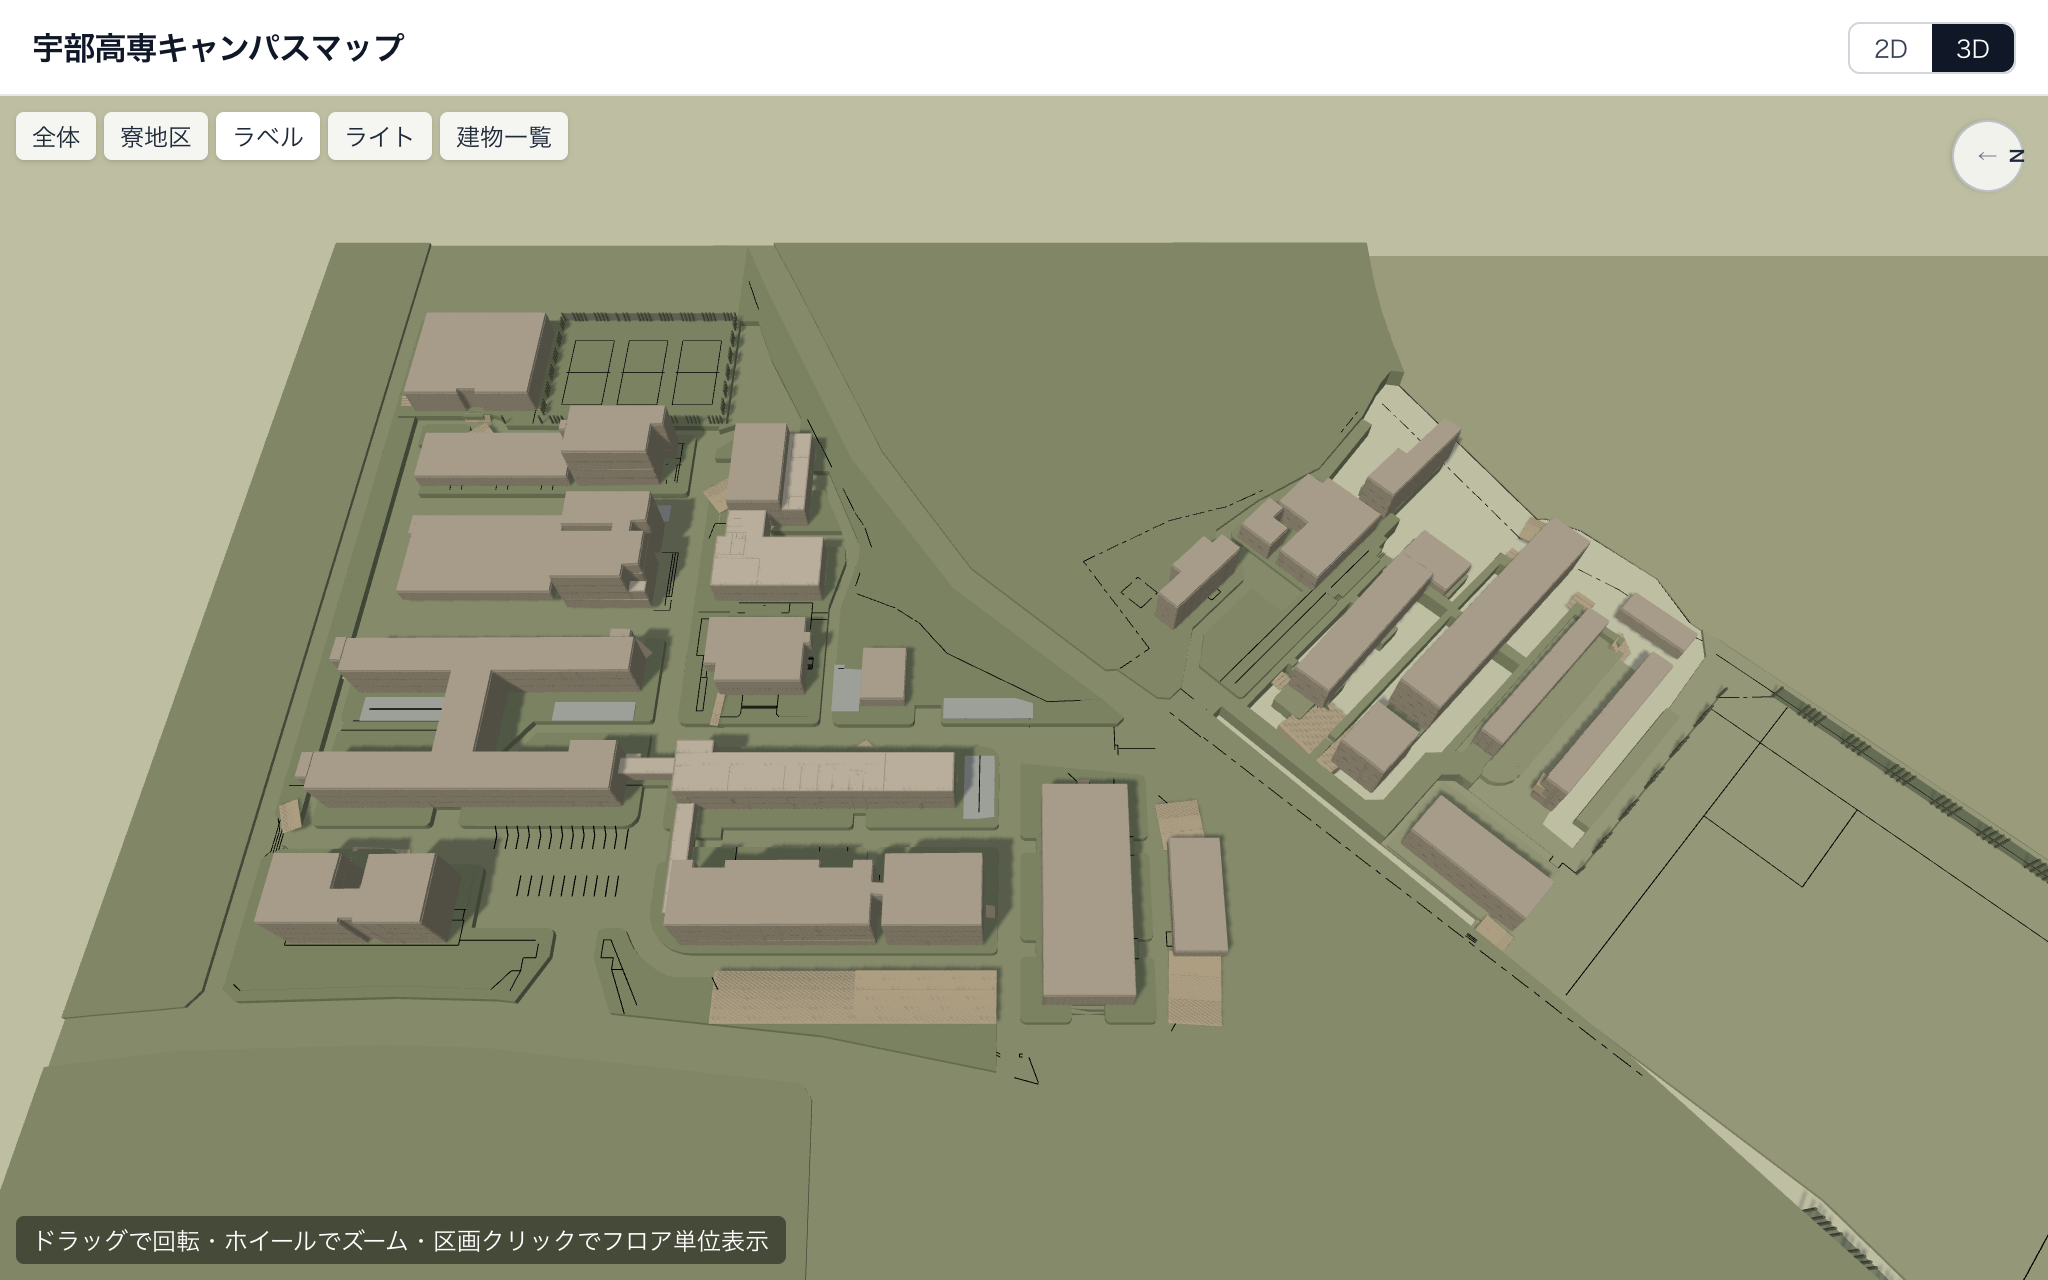 宇部高専キャンパスマップ
2D 3D
全体 寮地区 ラベル ライト 建物一覧
← N
ドラッグで回転・ホイールでズーム・区画クリックでフロア単位表示